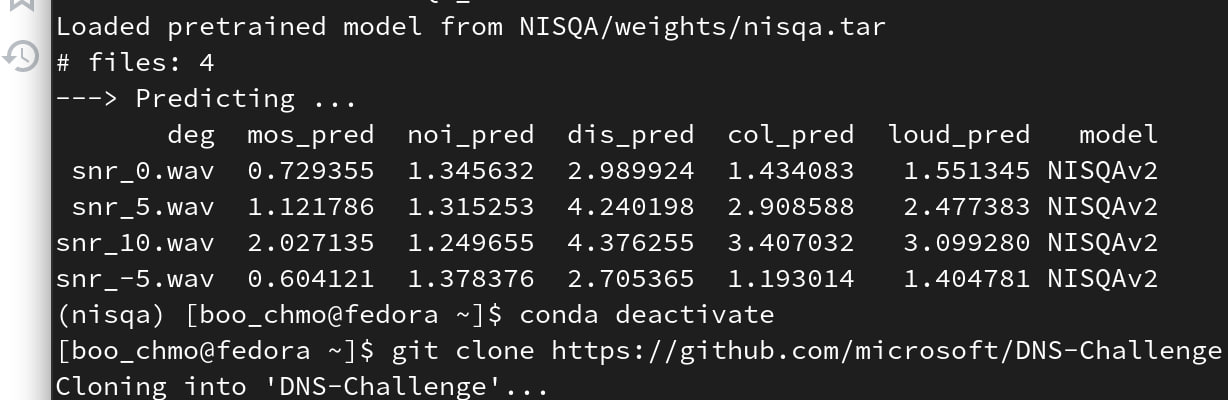 Loaded pretrained model from NISQA/weights/nisqa.tar
# files: 4
---> Predicting ...
deg mos_pred noi_pred dis_pred col_pred loud_pred model
snr_0.wav 0.729355 1.345632 2.989924 1.434083 1.551345 NISQAv2
snr_5.wav 1.121786 1.315253 4.240198 2.908588 2.477383 NISQAv2
snr_10.wav 2.027135 1.249655 4.376255 3.407032 3.099280 NISQAv2
snr_-5.wav 0.604121 1.378376 2.705365 1.193014 1.404781 NISQAv2
(nisqa) [boo_chmo@fedora ~]$ conda deactivate
[boo_chmo@fedora ~]$ git clone https://github.com/microsoft/DNS-Challenge
Cloning into 'DNS-Challenge'...